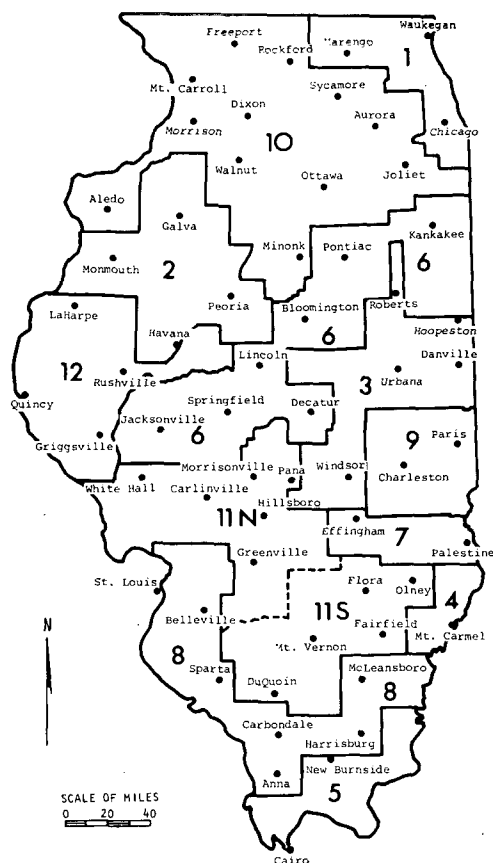 Waukegan
Freeport
Marengo
Rockford
1
Mt. Carroll
Sycamore
Dixon
Aurora
Chicago
Morrison
10
Walnut
Joliet
Ottawa
Aledo
Galva
Kankakee
Minonk
Pontiac
Monmouth
2
6
Peoria
Bloomington
Roberts
LaHarpe
6
Hoopeston
Havana
Lincoln
Danville
12
Rushville
3
Urbana
Quincy
Springfield
Decatur
Jacksonville
9
Paris
Griggsville
6
Charleston
Morrisonville
Pana
Windsor
White Hall
Carlinville
Hillsboro
11N
Effingham
7
Greenville
Palestine
St. Louis
Flora
Olney
11S
4
Belleville
Fairfield
N
Mt. Vernon
Mt. Carmel
8
Sparta
McLeansboro
DuQuoin
8
Carbondale
Harrisburg
New Burnside
Anna
5
SCALE OF MILES
0 20 40
Cairo